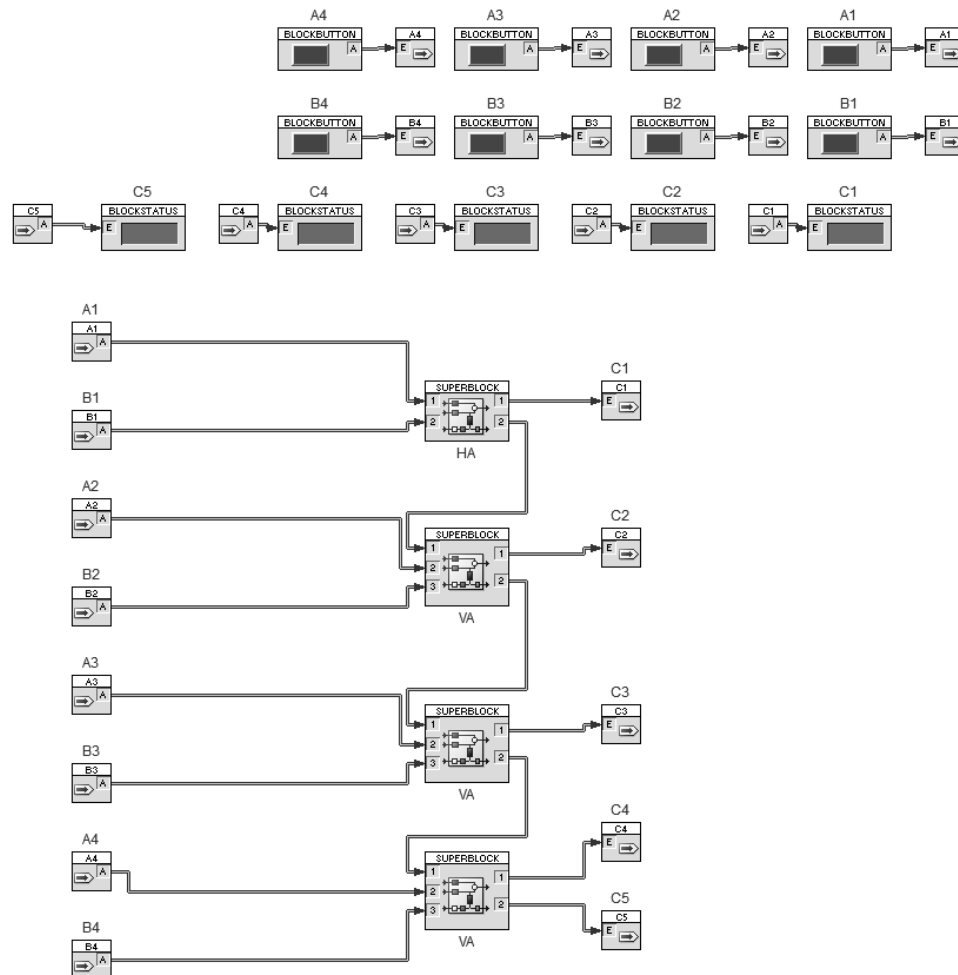 A4 A3 A2 A1
BLOCKBUTTON A A4 E BLOCKBUTTON A A3 E BLOCKBUTTON A A2 E BLOCKBUTTON A A1 E
B4 B3 B2 B1
BLOCKBUTTON A B4 E BLOCKBUTTON A B3 E BLOCKBUTTON A B2 E BLOCKBUTTON A B1 E
C5 C4 C3 C2 C1
C5 A BLOCKSTATUS E C4 A BLOCKSTATUS E C3 A BLOCKSTATUS E C2 A BLOCKSTATUS E C1 A BLOCKSTATUS E
A1
A1
A
C1
SUPERBLOCK C1
1 1 E
B1
B1
A 2 2
HA
A2
A2
A
C2
SUPERBLOCK C2
1 1 E
2
B2
B2 3 2
A
VA
A3
A3
A
C3
SUPERBLOCK C3
1 1 E
2
B3
B3 3 2
A
VA
C4
C4
A4 E
A4 SUPERBLOCK
A 1 1
2
C5
3 2 C5
E
B4
B4 VA
A